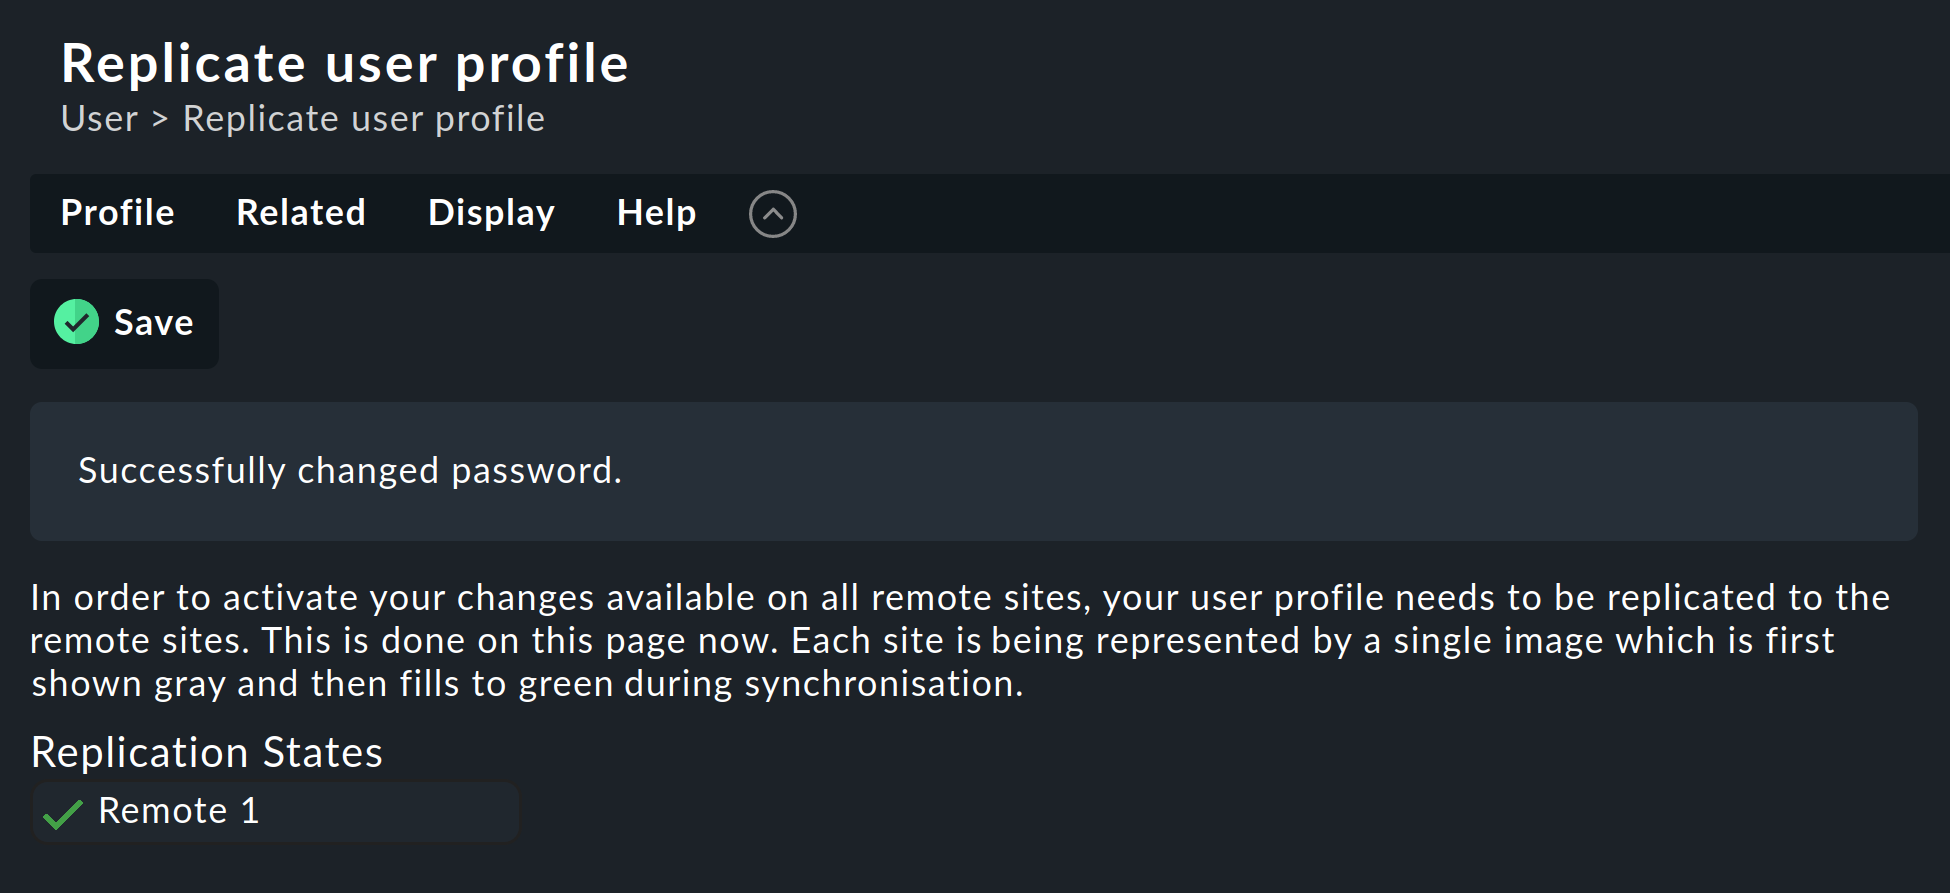 Replicate user profile
User > Replicate user profile
Profile Related Display Help
Save
Successfully changed password.
In order to activate your changes available on all remote sites, your user profile needs to be replicated to the
remote sites. This is done on this page now. Each site is being represented by a single image which is first
shown gray and then fills to green during synchronisation.
Replication States
Remote 1